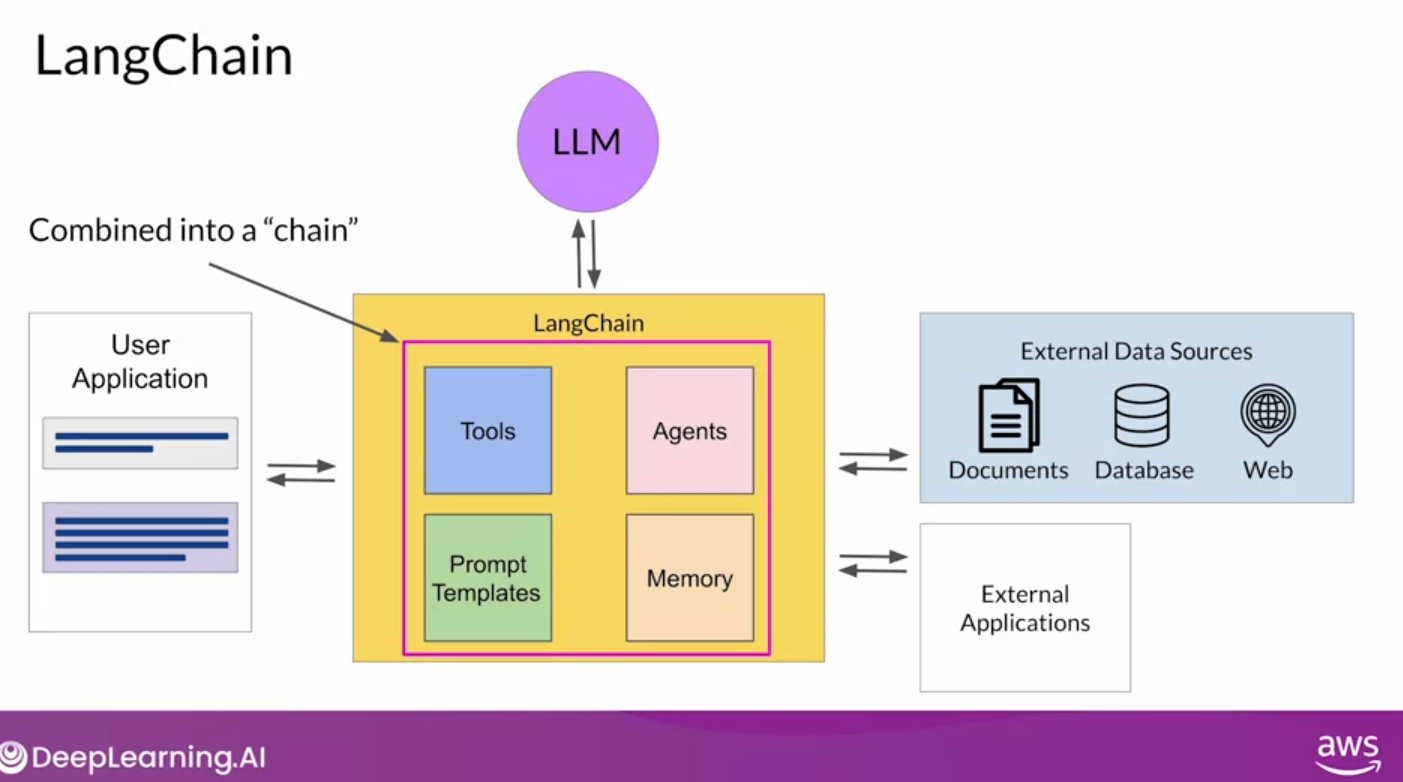 LangChain
LLM
Combined into a “chain”
User
Application
LangChain
Tools
Agents
Prompt
Templates
Memory
External Data Sources
Documents
Database
Web
External
Applications
DeepLearning.AI
aws